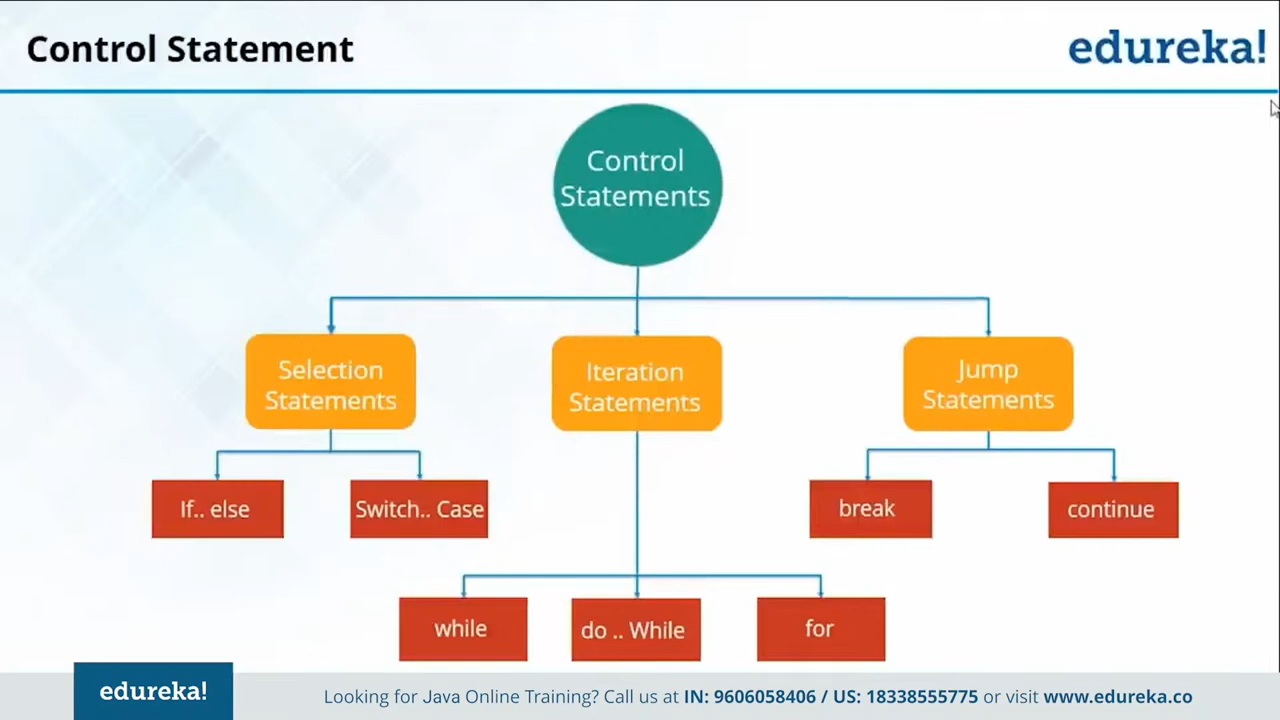 Control Statement
edureka!
Control
Statements
Selection
Statements
Iteration
Statements
Jump
Statements
If.. else
Switch.. Case
break
continue
while
do .. While
for
edureka!
Looking for Java Online Training? Call us at IN: 9606058406 / US: 18338555775 or visit www.edureka.co